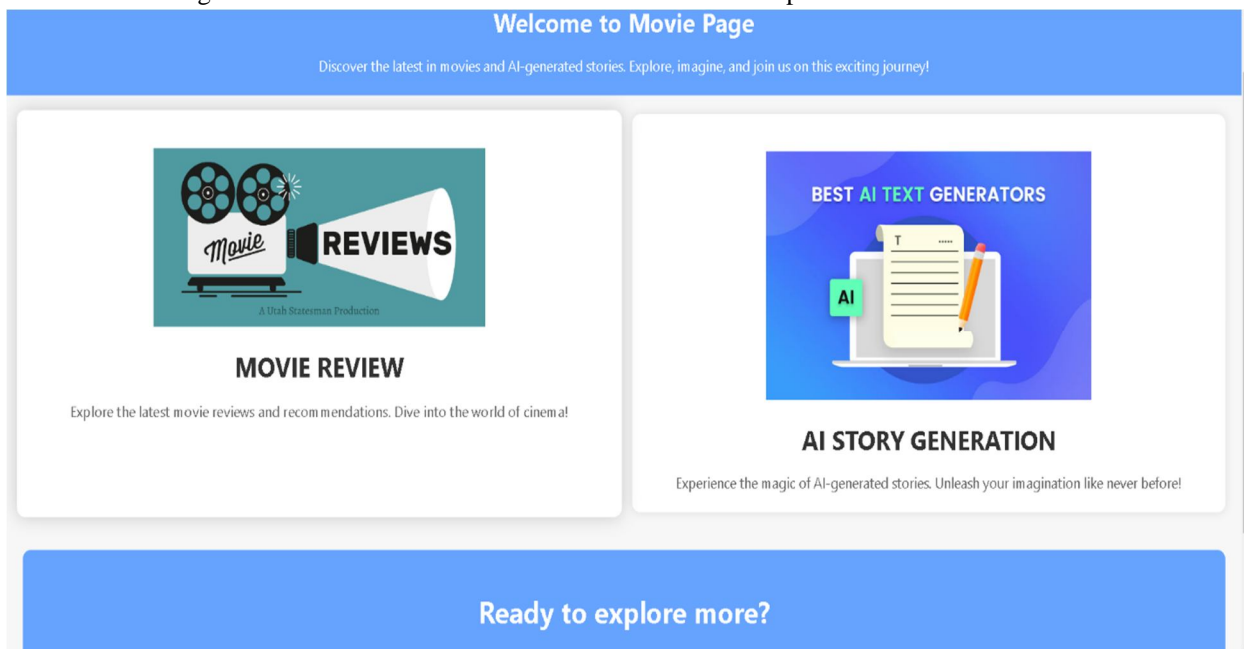 Welcome to Movie Page
Discover the latest in movies and AI-generated stories. Explore, imagine, and join us on this exciting journey!
Movie REVIEWS
A Utah Statesman Production
MOVIE REVIEW
Explore the latest movie reviews and recommendations. Dive into the world of cinema!
BEST AI TEXT GENERATORS
T
AI
AI STORY GENERATION
Experience the magic of AI-generated stories. Unleash your imagination like never before!
Ready to explore more?